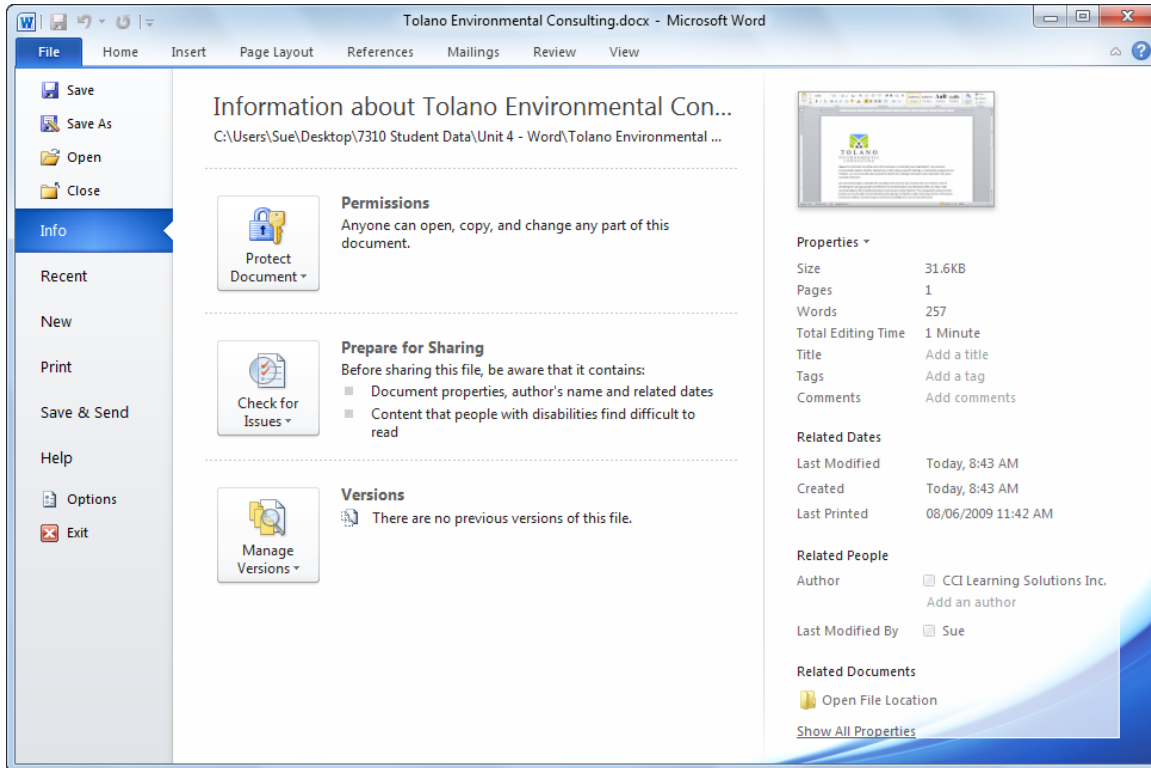 Tolano Environmental Consulting.docx - Microsoft Word
File Home Insert Page Layout References Mailings Review View
Save
Save As
Open
Close
Info
Recent
New
Print
Save & Send
Help
Options
Exit
Information about Tolano Environmental Con...
C:\Users\Sue\Desktop\7310 Student Data\Unit 4 - Word\Tolano Environmental ...
Protect
Document
Permissions
Anyone can open, copy, and change any part of this
document.
Check for
Issues
Prepare for Sharing
Before sharing this file, be aware that it contains:
Document properties, author's name and related dates
Content that people with disabilities find difficult to
read
Manage
Versions
Versions
There are no previous versions of this file.
TOLANO
Properties
Size 31.6KB
Pages 1
Words 257
Total Editing Time 1 Minute
Title Add a title
Tags Add a tag
Comments Add comments
Related Dates
Last Modified Today, 8:43 AM
Created Today, 8:43 AM
Last Printed 08/06/2009 11:42 AM
Related People
Author CCI Learning Solutions Inc.
Add an author
Last Modified By Sue
Related Documents
Open File Location
Show All Properties